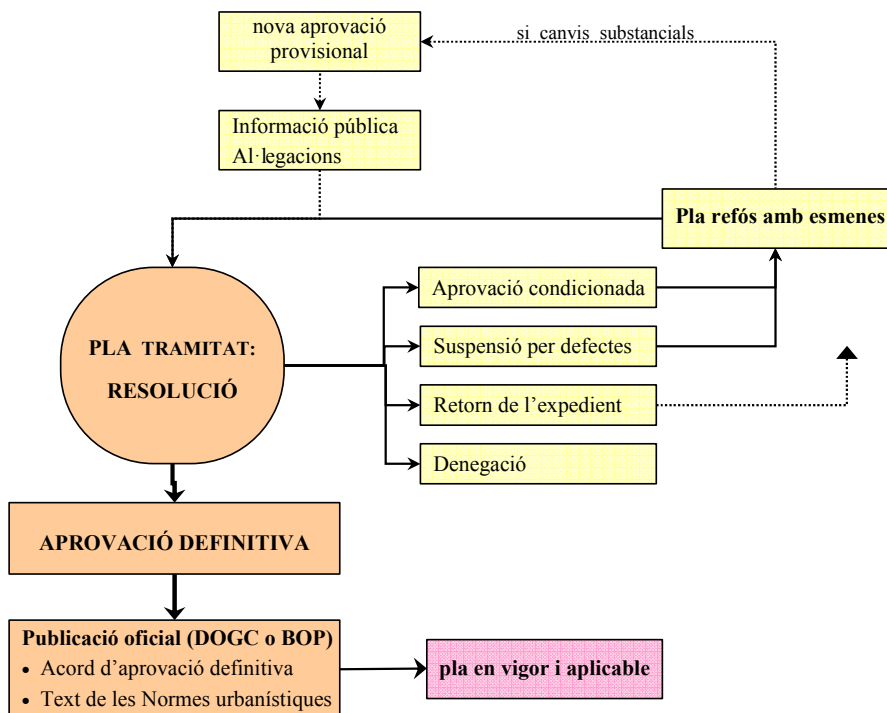 nova aprovació
provisional
si canvis substancials
Informació pública
Al·legacions
Pla refós amb esmenes
Aprovació condicionada
PLA TRAMITAT:
RESOLUCIÓ
Suspensió per defectes
Retorn de l’expedient
Denegació
APROVACIÓ DEFINITIVA
Publicació oficial (DOGC o BOP)
• Acord d’aprovació definitiva
• Text de les Normes urbanístiques
pla en vigor i aplicable